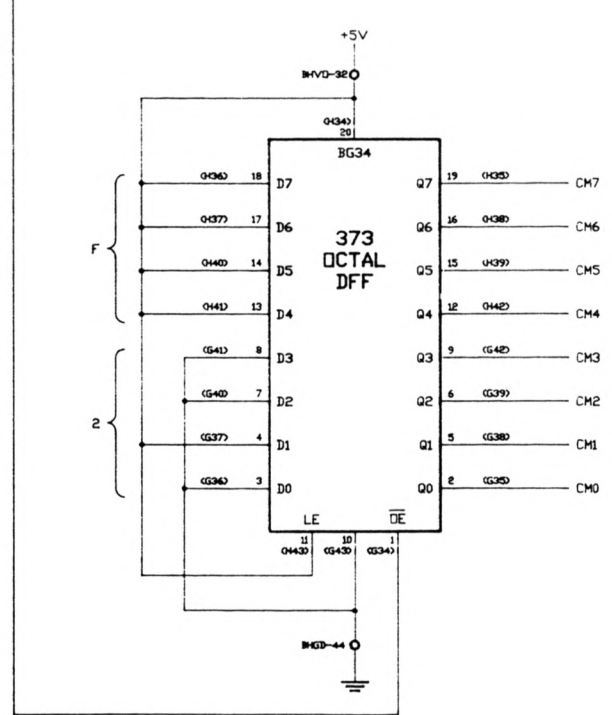 +5V
BHVD-32
(H34)
20
BG34
(H36) 18 D7 Q7 19 (H35) CM7
(H37) 17 D6 Q6 16 (H38) CM6
F
373
OCTAL
DFF
(H40) 14 D5 Q5 15 (H39) CM5
(H41) 13 D4 Q4 12 (H42) CM4
(G41) 8 D3 Q3 9 (G42) CM3
(G40) 7 D2 Q2 6 (G39) CM2
2
(G37) 4 D1 Q1 5 (G38) CM1
(G36) 3 D0 Q0 2 (G35) CM0
LE OE
11 10 1
(H43) (G43) (G34)
BHGD-44